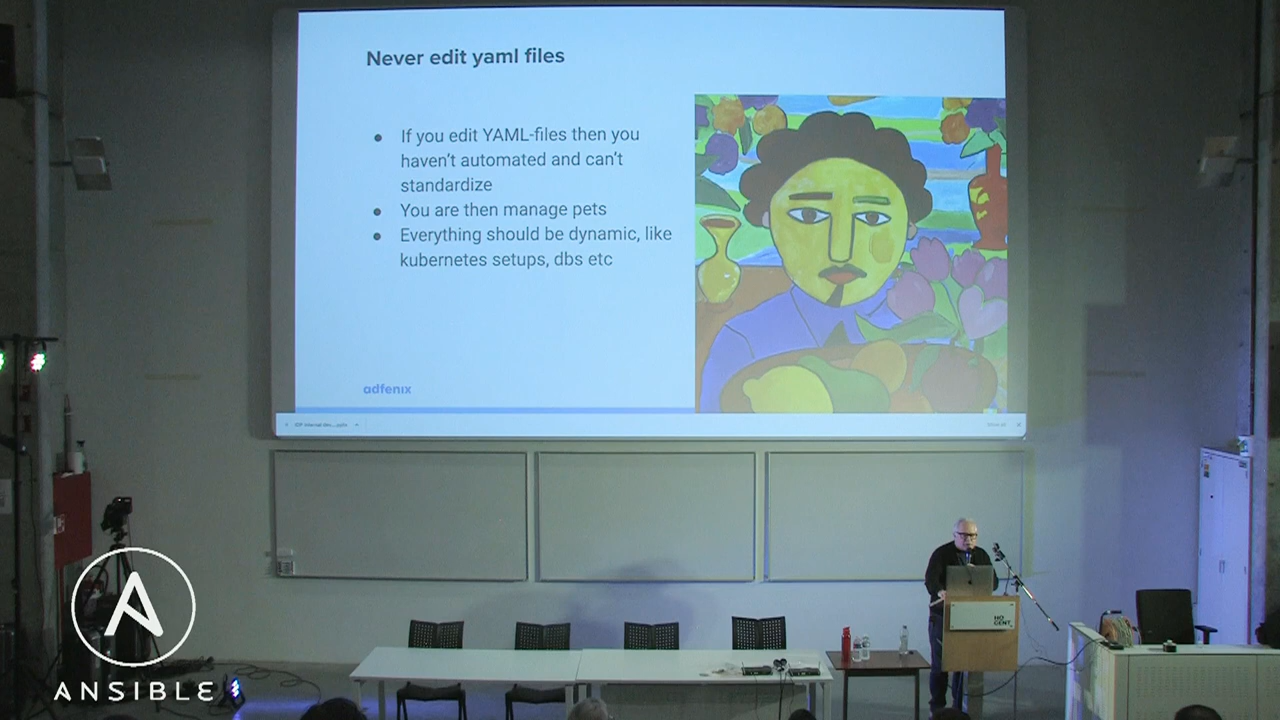 Never edit yaml files
If you edit YAML-files then you
haven't automated and can't
standardize
You are then manage pets
Everything should be dynamic, like
kubernetes setups, dbs etc
adfenix
HO
GENT
ANSIBLE